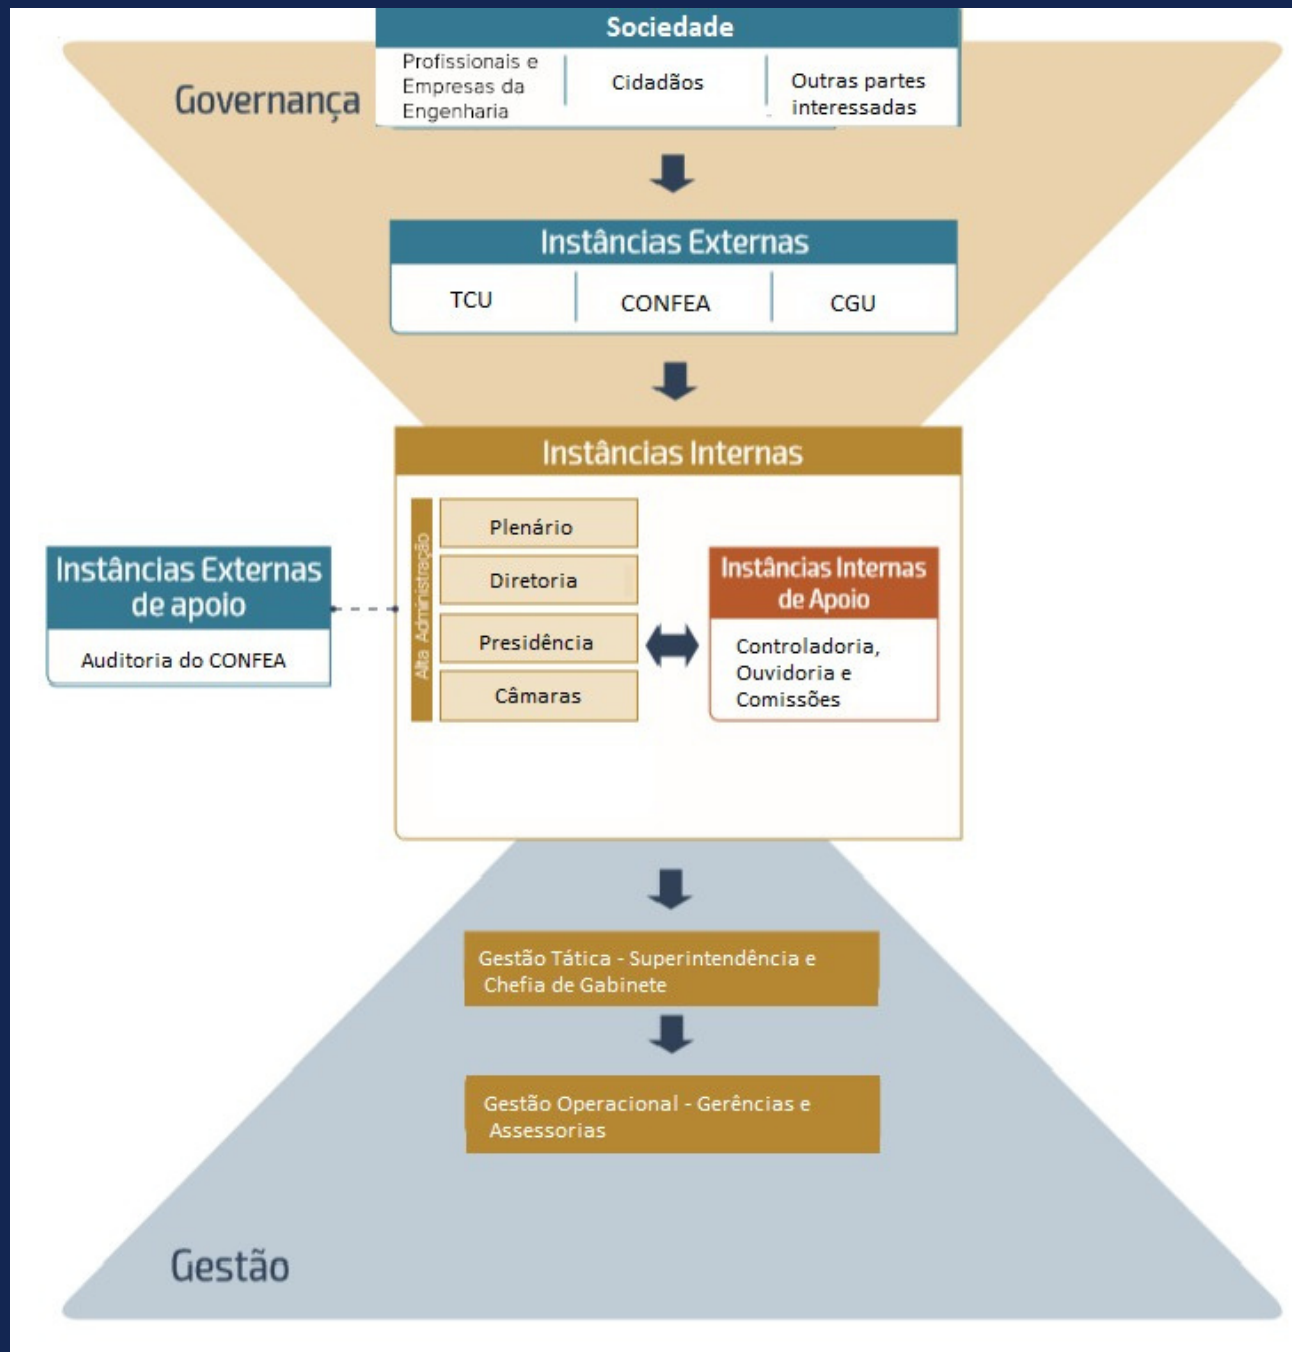 Sociedade
Governança
Profissionais e
Empresas da
Engenharia
Cidadãos
Outras partes
interessadas
Instâncias Externas
TCU
CONFEA
CGU
Instâncias Internas
Alta Administração
Plenário
Diretoria
Presidência
Câmaras
Instâncias Externas
de apoio
Auditoria do CONFEA
Instâncias Internas
de Apoio
Controladoria,
Ouvidoria e
Comissões
Gestão Tática - Superintendência e
Chefia de Gabinete
Gestão Operacional - Gerências e
Assessorias
Gestão